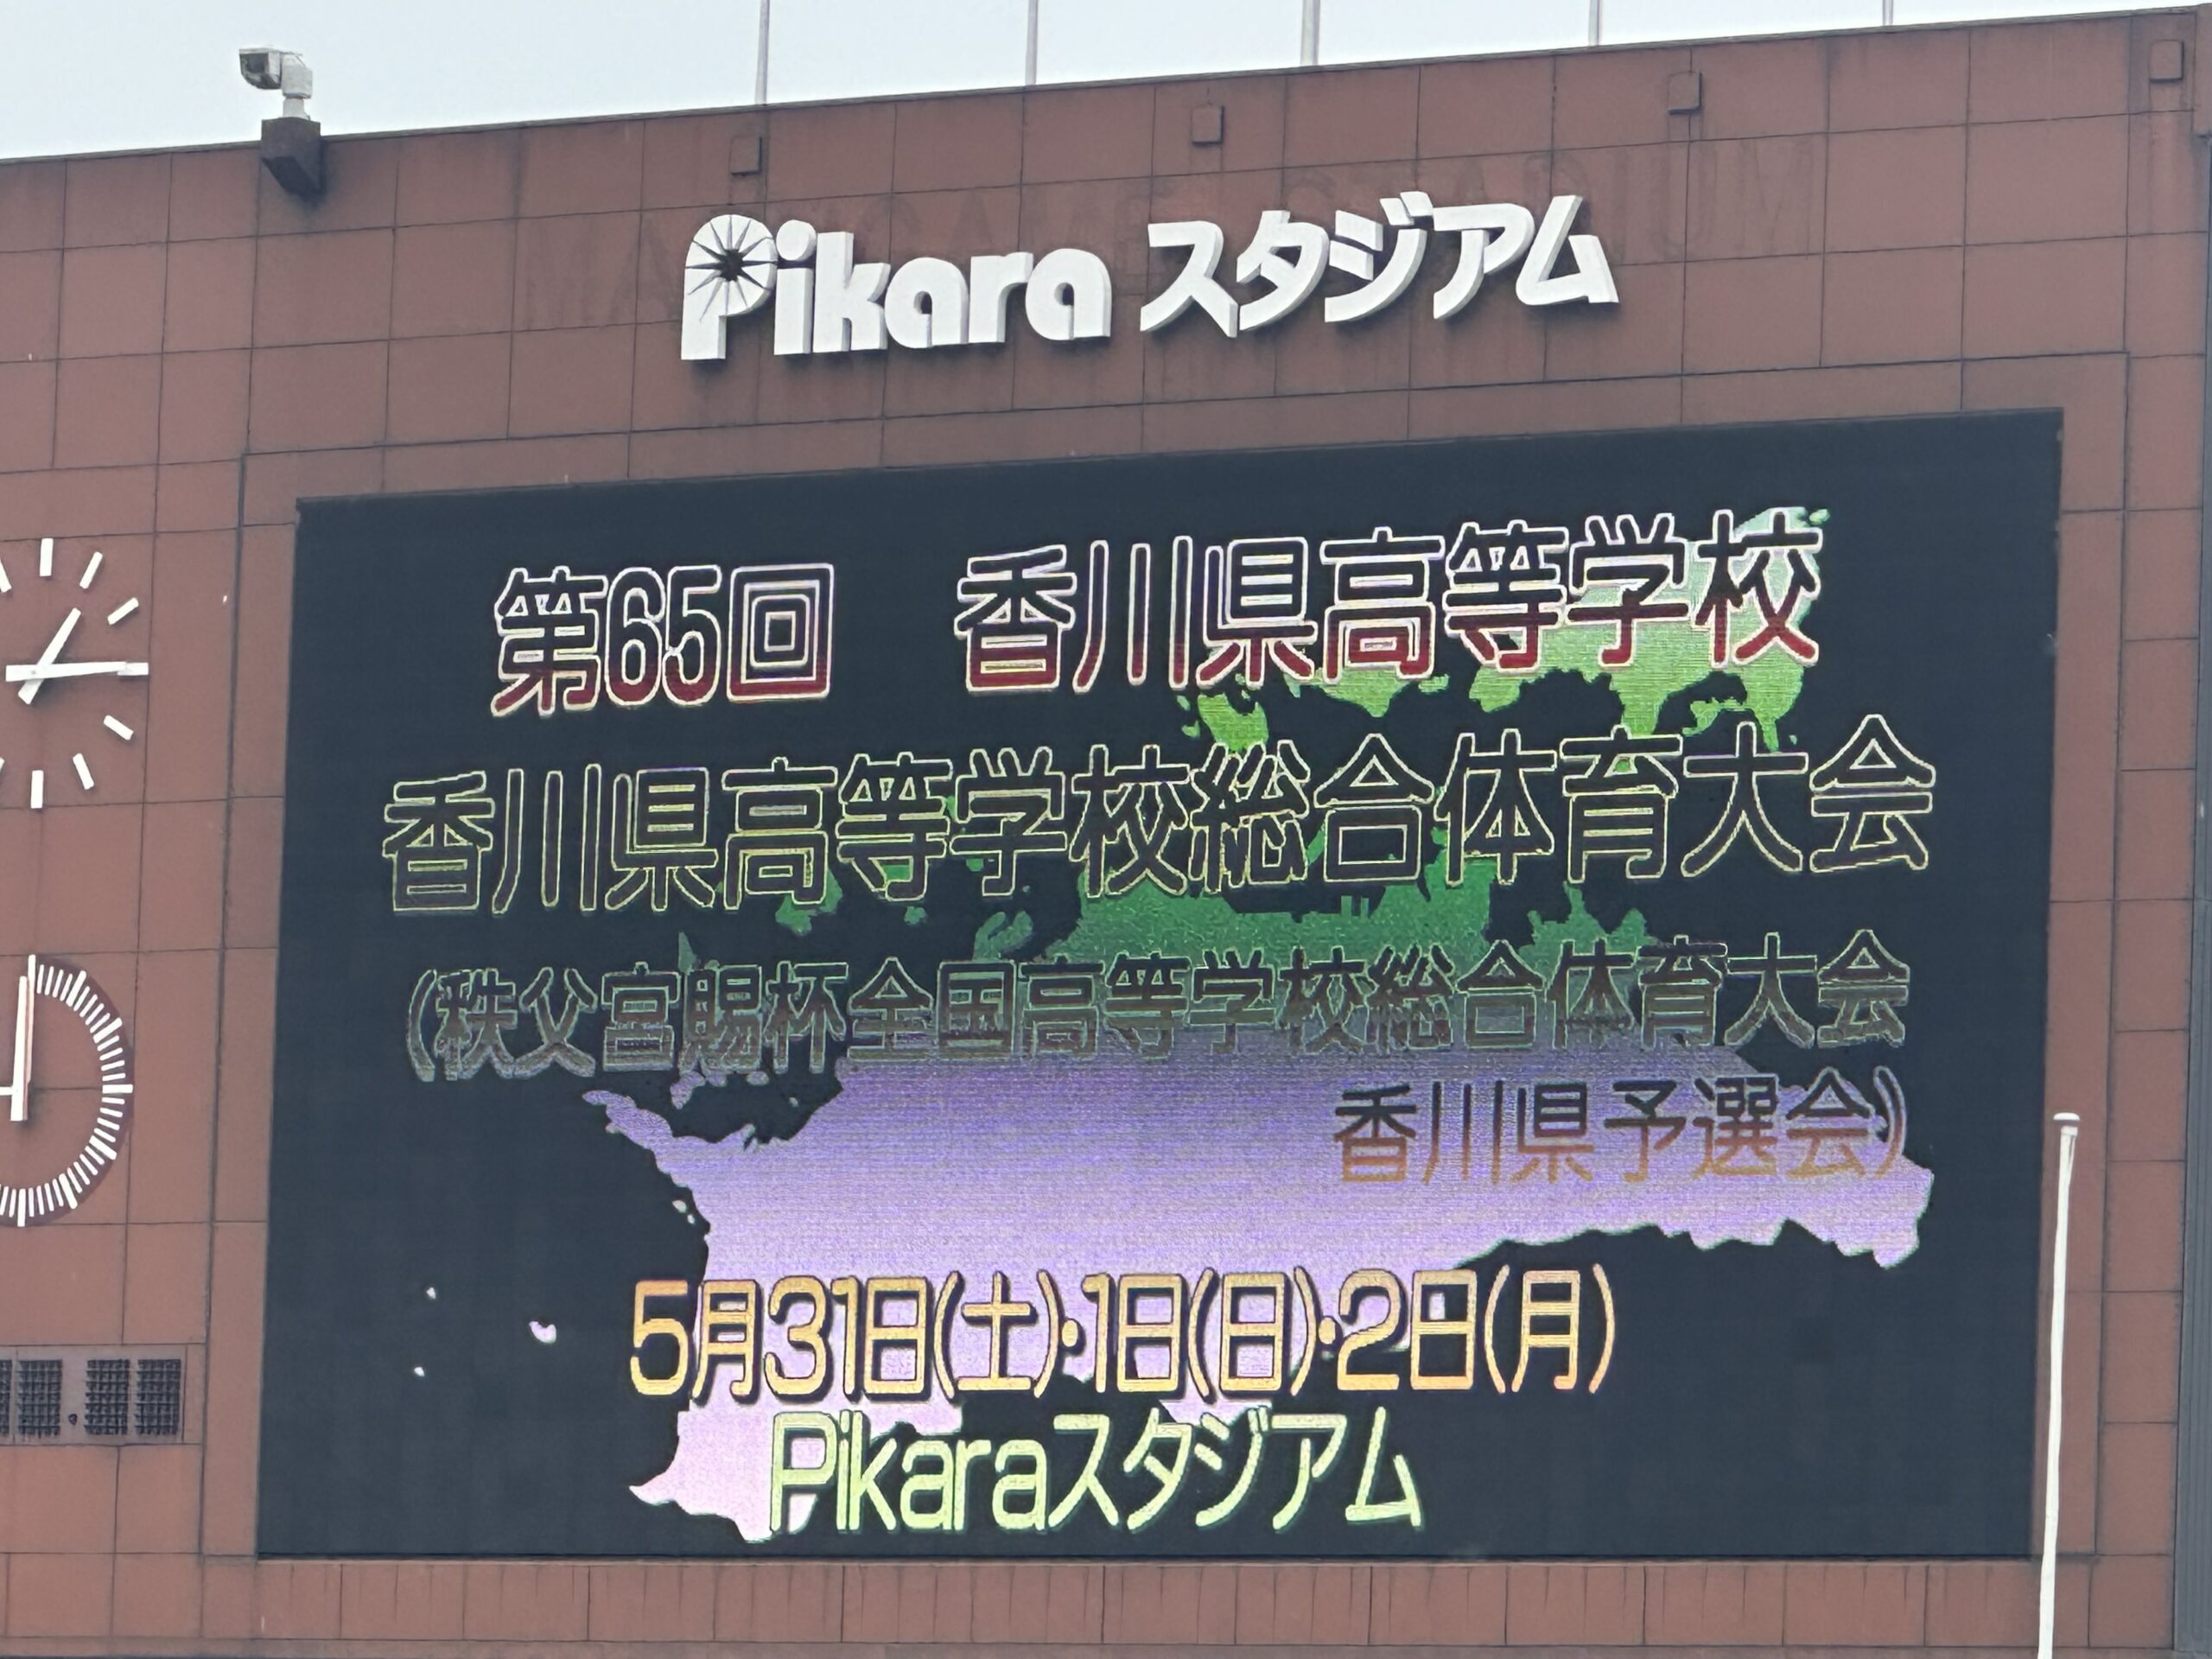 Pikara スタジアム
第65回　香川県高等学校
香川県高等学校総合体育大会
(秩父宮賜杯全国高等学校総合体育大会
香川県予選会)
5月31日(土)・1日(日)・2日(月)
Pikaraスタジアム